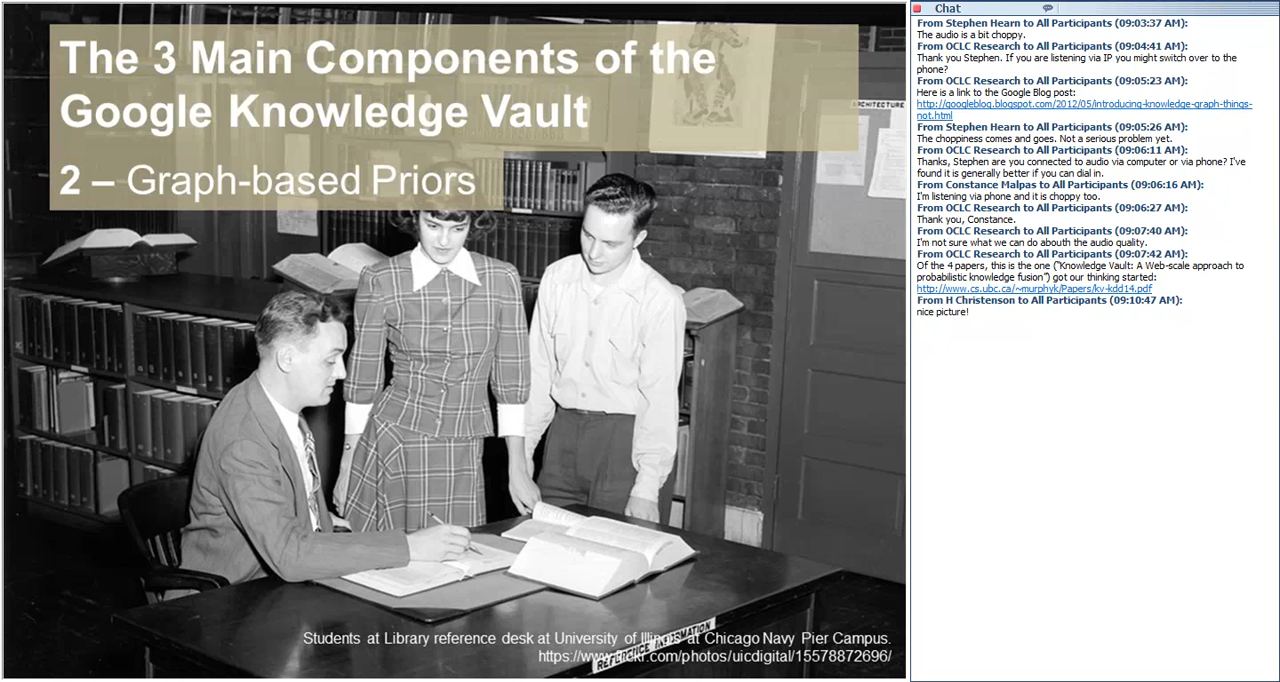 The 3 Main Components of the
Google Knowledge Vault
2 – Graph-based Priors
ARCHITECTURE
REFERENCE INFORMATION
Students at Library reference desk at University of Illinois at Chicago Navy Pier Campus.
https://www.flickr.com/photos/uicdigital/15578872696/
Chat
From Stephen Hearn to All Participants (09:03:37 AM):
The audio is a bit choppy.
From OCLC Research to All Participants (09:04:41 AM):
Thank you Stephen. If you are listening via IP you might switch over to the
phone?
From OCLC Research to All Participants (09:05:23 AM):
Here is a link to the Google Blog post:
http://googleblog.blogspot.com/2012/05/introducing-knowledge-graph-things-
not.html
From Stephen Hearn to All Participants (09:05:26 AM):
The choppiness comes and goes. Not a serious problem yet.
From OCLC Research to All Participants (09:06:11 AM):
Thanks, Stephen are you connected to audio via computer or via phone? I've
found it is generally better if you can dial in.
From Constance Malpas to All Participants (09:06:16 AM):
I'm listening via phone and it is choppy too.
From OCLC Research to All Participants (09:06:27 AM):
Thank you, Constance.
From OCLC Research to All Participants (09:07:40 AM):
I'm not sure what we can do abouth the audio quality.
From OCLC Research to All Participants (09:07:42 AM):
Of the 4 papers, this is the one ("Knowledge Vault: A Web-scale approach to
probabilistic knowledge fusion") got our thinking started:
http://www.cs.ubc.ca/~murphyk/Papers/kv-kdd14.pdf
From H Christenson to All Participants (09:10:47 AM):
nice picture!